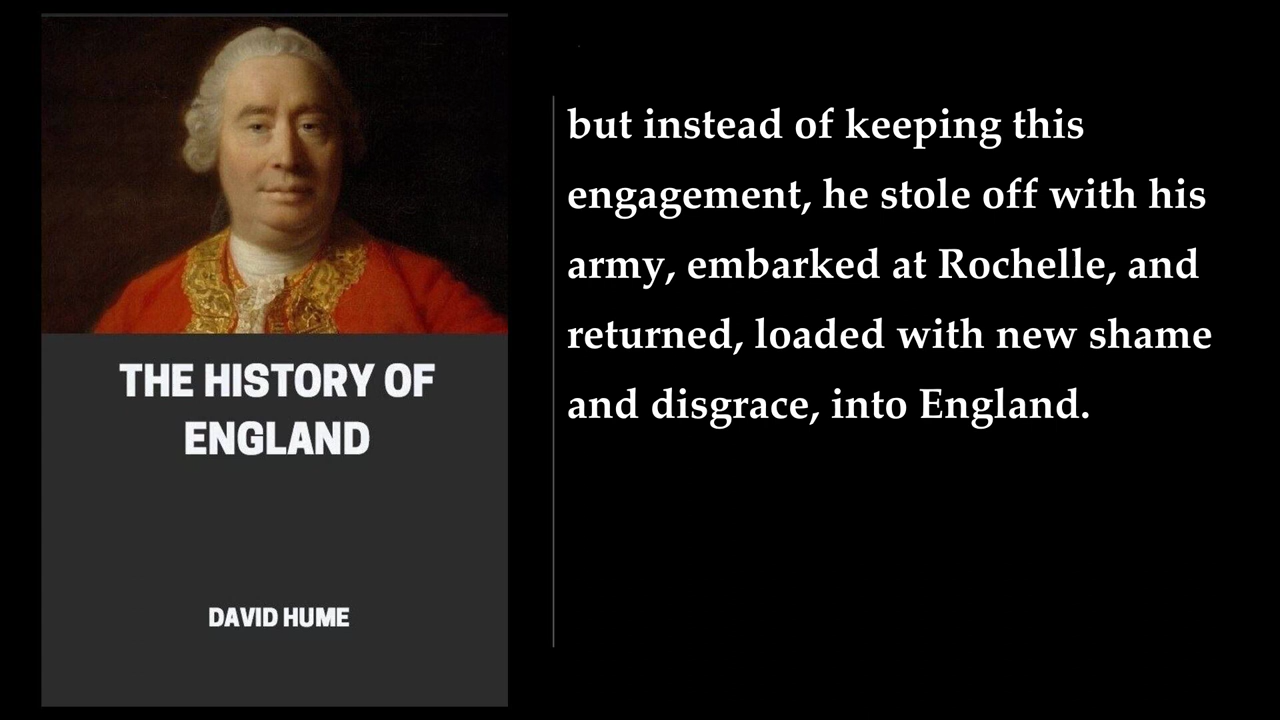 THE HISTORY OF
ENGLAND
DAVID HUME
but instead of keeping this
engagement, he stole off with his
army, embarked at Rochelle, and
returned, loaded with new shame
and disgrace, into England.